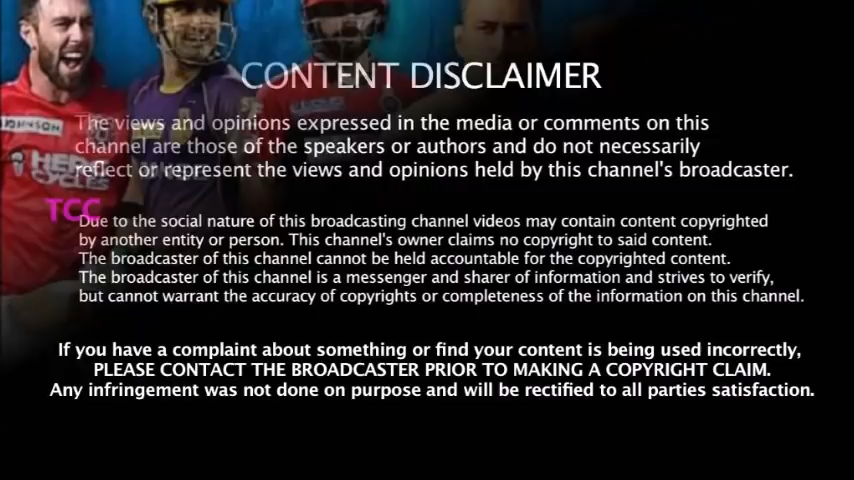 CONTENT DISCLAIMER
The views and opinions expressed in the media or comments on this
channel are those of the speakers or authors and do not necessarily
reflect or represent the views and opinions held by this channel's broadcaster.
JOHNSON
HERO
CYCLES
TCC
Due to the social nature of this broadcasting channel videos may contain content copyrighted
by another entity or person. This channel's owner claims no copyright to said content.
The broadcaster of this channel cannot be held accountable for the copyrighted content.
The broadcaster of this channel is a messenger and sharer of information and strives to verify,
but cannot warrant the accuracy of copyrights or completeness of the information on this channel.
If you have a complaint about something or find your content is being used incorrectly,
PLEASE CONTACT THE BROADCASTER PRIOR TO MAKING A COPYRIGHT CLAIM.
Any infringement was not done on purpose and will be rectified to all parties satisfaction.